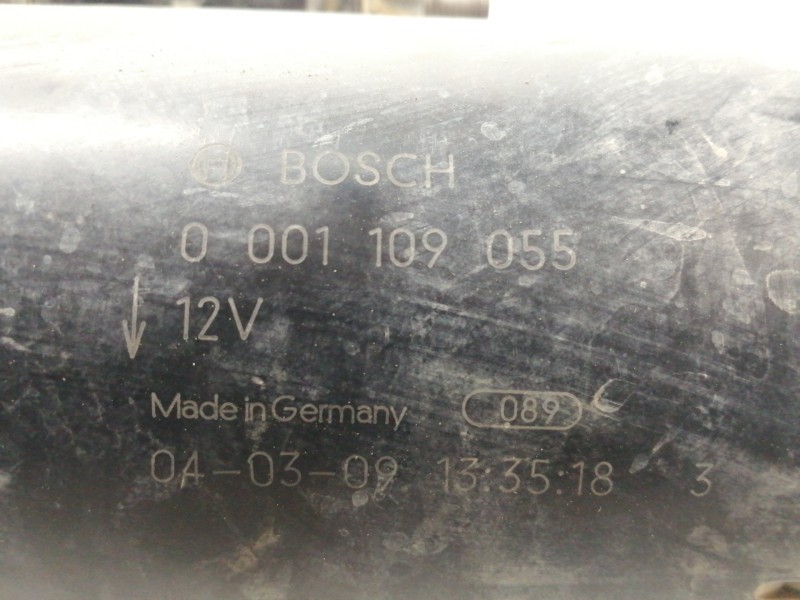 BOSCH
0 001 109 055
12V
Made in Germany 089
04-03-09 13:35:18 3